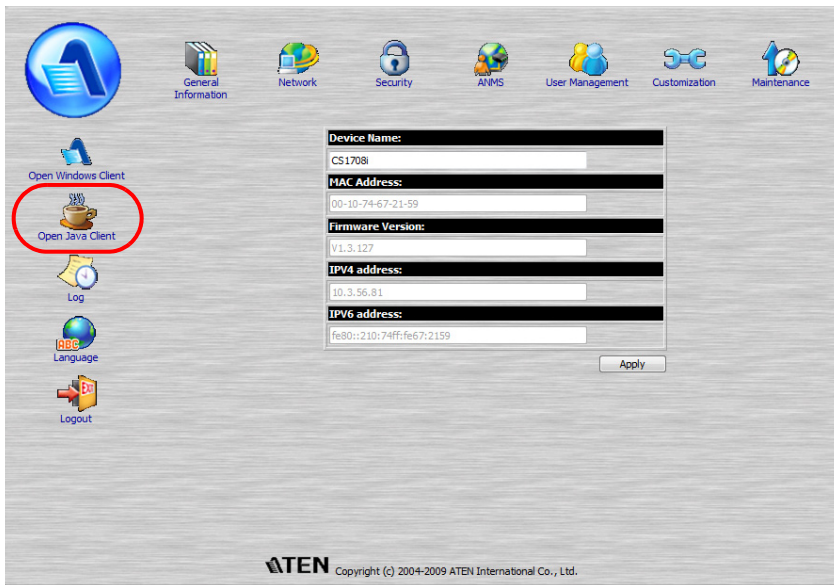 General
Information
Network
Security
ANMS
User Management
Customization
Maintenance
Open Windows Client
Open Java Client
Log
ABC
Language
EXIT
Logout
Device Name:
CS1708i
MAC Address:
00-10-74-67-21-59
Firmware Version:
V1.3.127
IPV4 address:
10.3.56.81
IPV6 address:
fe80::210:74ff:fe67:2159
Apply
ATEN Copyright (c) 2004-2009 ATEN International Co., Ltd.